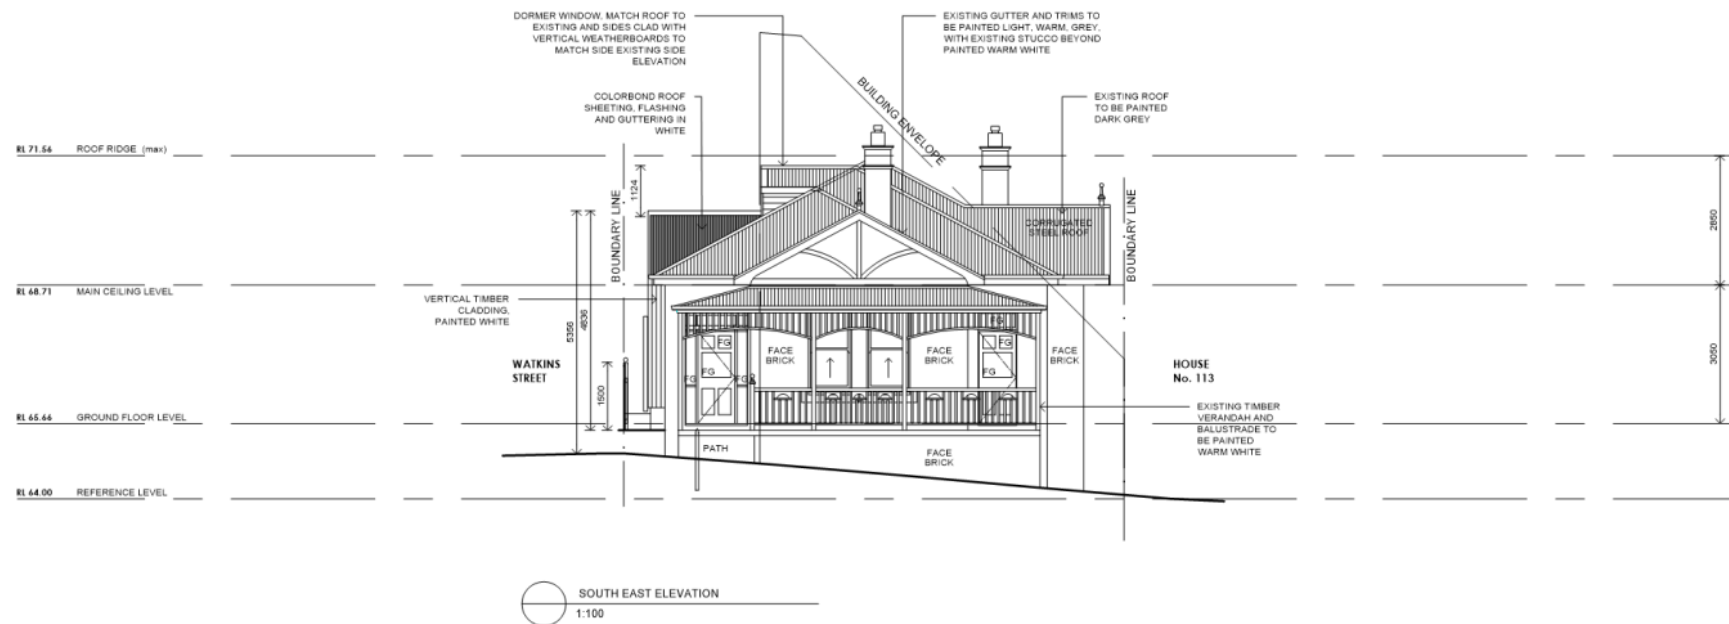 DORMER WINDOW, MATCH ROOF TO
EXISTING AND SIDES CLAD WITH
VERTICAL WEATHERBOARDS TO
MATCH SIDE EXISTING SIDE
ELEVATION
EXISTING GUTTER AND TRIMS TO
BE PAINTED LIGHT, WARM, GREY,
WITH EXISTING STUCCO BEYOND
PAINTED WARM WHITE
BUILDING ENVELOPE
COLORBOND ROOF
SHEETING, FLASHING
AND GUTTERING IN
WHITE
EXISTING ROOF
TO BE PAINTED
DARK GREY
RL 71.56 ROOF RIDGE (max)
1124
BOUNDARY LINE
BOUNDARY LINE
CORRUGATED
STEEL ROOF
2850
RL 68.71 MAIN CEILING LEVEL
VERTICAL TIMBER
CLADDING,
PAINTED WHITE
5356
4836
3050
FG
FG
FACE
BRICK
FACE
BRICK
FACE
BRICK
WATKINS
STREET
HOUSE
No. 113
FG
FG
FG
FG
1500
RL 65.66 GROUND FLOOR LEVEL
EXISTING TIMBER
VERANDAH AND
BALUSTRADE TO
BE PAINTED
WARM WHITE
PATH
FACE
BRICK
RL 64.00 REFERENCE LEVEL
SOUTH EAST ELEVATION
1:100